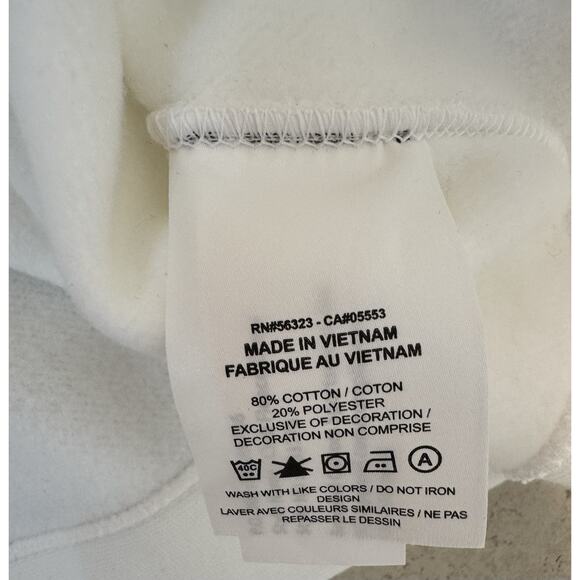 RN#56323 - CA#05553
MADE IN VIETNAM
FABRIQUE AU VIETNAM
80% COTTON / COTON
20% POLYESTER
EXCLUSIVE OF DECORATION /
DECORATION NON COMPRISE
40C A
WASH WITH LIKE COLORS / DO NOT IRON
DESIGN
LAVER AVEC COULEURS SIMILAIRES / NE PAS
REPASSER LE DESSIN